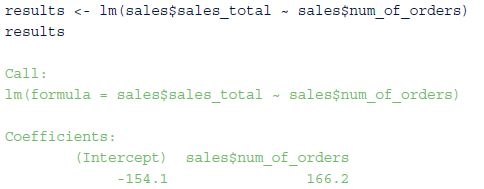 results <- lm(sales$sales_total ~ sales$num_of_orders)
results
Call:
lm(formula = sales$sales_total ~ sales$num_of_orders)
Coefficients:
(Intercept) sales$num_of_orders
-154.1 166.2